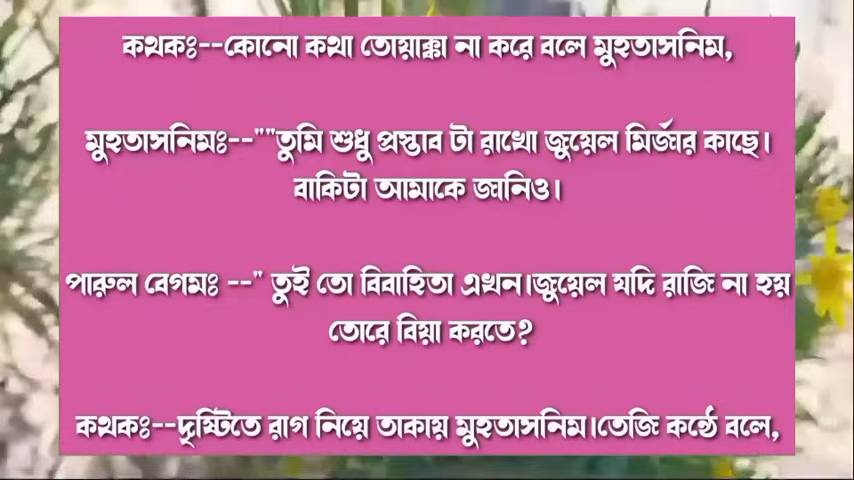 কথকঃ--কোনো কথা তোয়াক্কা না করে বলে মুহতাসনিম,
মুহতাসনিমঃ--""তুমি শুধু প্রস্তাব টা রাখো জুয়েল মির্জার কাছে।
বাকিটা আমাকে জানিও।
পারুল বেগমঃ --" তুই তো বিবাহিতা এখন।জুয়েল যদি রাজি না হয়
তোরে বিয়া করতে?
কথকঃ--দৃষ্টিতে রাগ নিয়ে তাকায় মুহতাসনিম।তেজি কন্ঠে বলে,